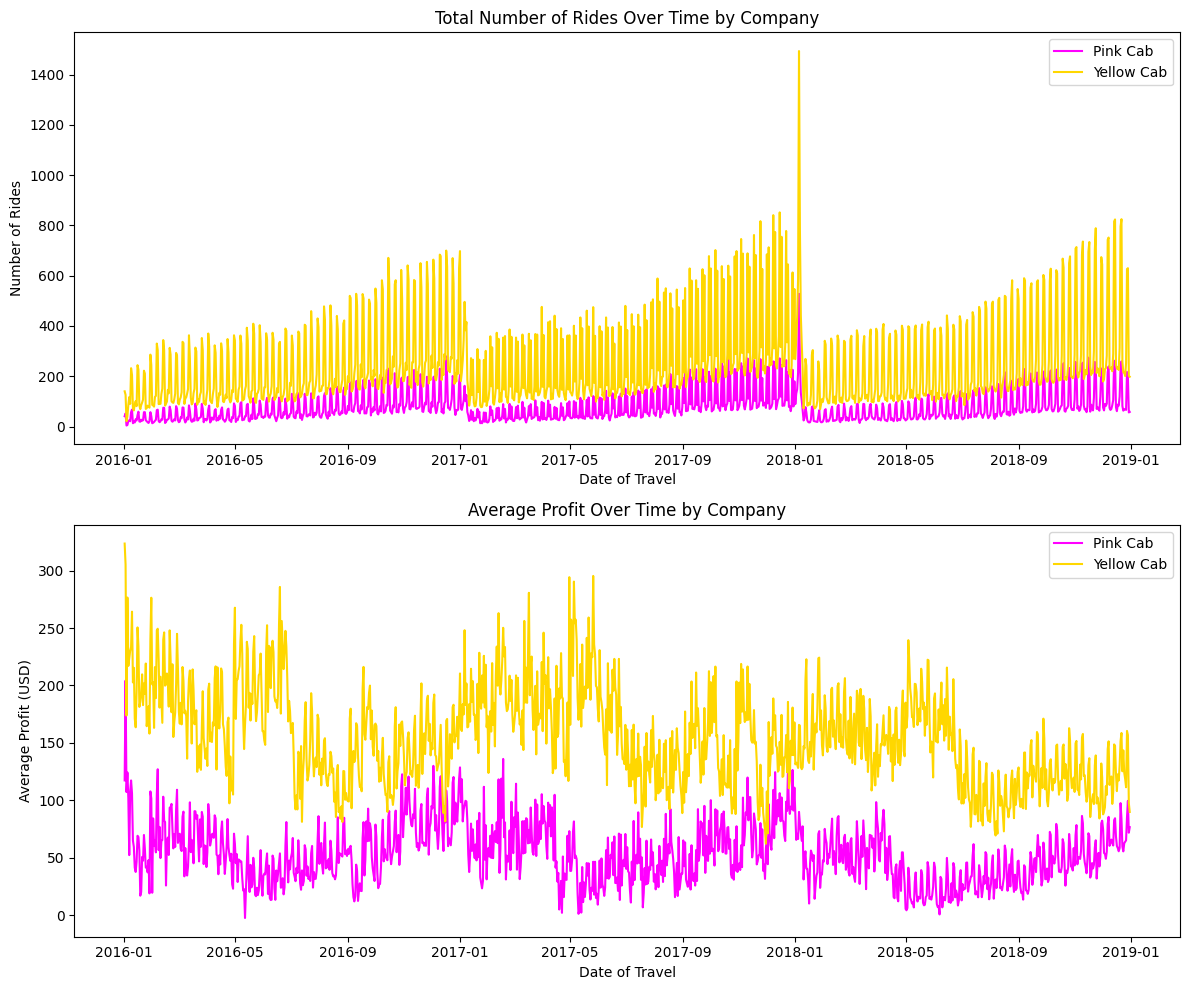 Total Number of Rides Over Time by Company
Pink Cab
Yellow Cab
1400
1200
1000
800
600
400
200
0
Number of Rides
2016-01 2016-05 2016-09 2017-01 2017-05 2017-09 2018-01 2018-05 2018-09 2019-01
Date of Travel
Average Profit Over Time by Company
Pink Cab
Yellow Cab
300
250
200
150
100
50
0
Average Profit (USD)
2016-01 2016-05 2016-09 2017-01 2017-05 2017-09 2018-01 2018-05 2018-09 2019-01
Date of Travel